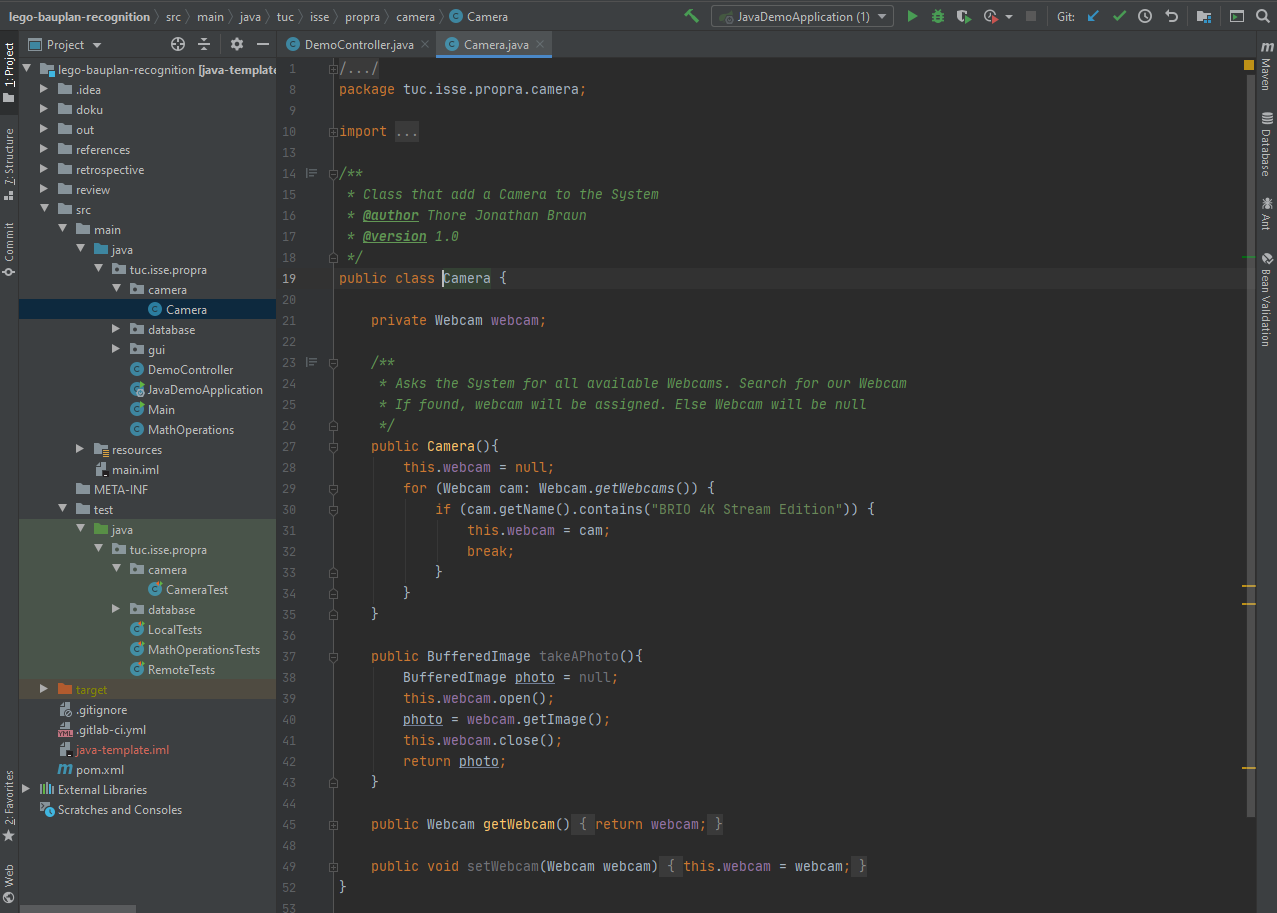 lego-bauplan-recognition src main java tuc isse propra camera Camera JavaDemoApplication (1) Git:
1: Project
7: Structure
Commit
2: Favorites
Web
Project
lego-bauplan-recognition [java-template
.idea
doku
out
references
retrospective
review
src
main
java
tuc.isse.propra
camera
Camera
database
gui
DemoController
JavaDemoApplication
Main
MathOperations
resources
main.iml
META-INF
test
java
tuc.isse.propra
camera
CameraTest
database
LocalTests
MathOperationsTests
RemoteTests
target
.gitignore
.gitlab-ci.yml
java-template.iml
pom.xml
External Libraries
Scratches and Consoles
DemoController.java Camera.java
1 /.../
8 package tuc.isse.propra.camera;
9
10 import ...
13
14 /**
15 * Class that add a Camera to the System
16 * @author Thore Jonathan Braun
17 * @version 1.0
18 */
19 public class Camera {
20
21 private Webcam webcam;
22
23 /**
24 * Asks the System for all available Webcams. Search for our Webcam
25 * If found, webcam will be assigned. Else Webcam will be null
26 */
27 public Camera(){
28 this.webcam = null;
29 for (Webcam cam: Webcam.getWebcams()) {
30 if (cam.getName().contains("BRIO 4K Stream Edition")) {
31 this.webcam = cam;
32 break;
33 }
34 }
35 }
36
37 public BufferedImage takeAPhoto(){
38 BufferedImage photo = null;
39 this.webcam.open();
40 photo = webcam.getImage();
41 this.webcam.close();
42 return photo;
43 }
44
45 public Webcam getWebcam() { return webcam; }
48
49 public void setWebcam(Webcam webcam) { this.webcam = webcam; }
52 }
53
Maven
Database
Ant
Bean Validation